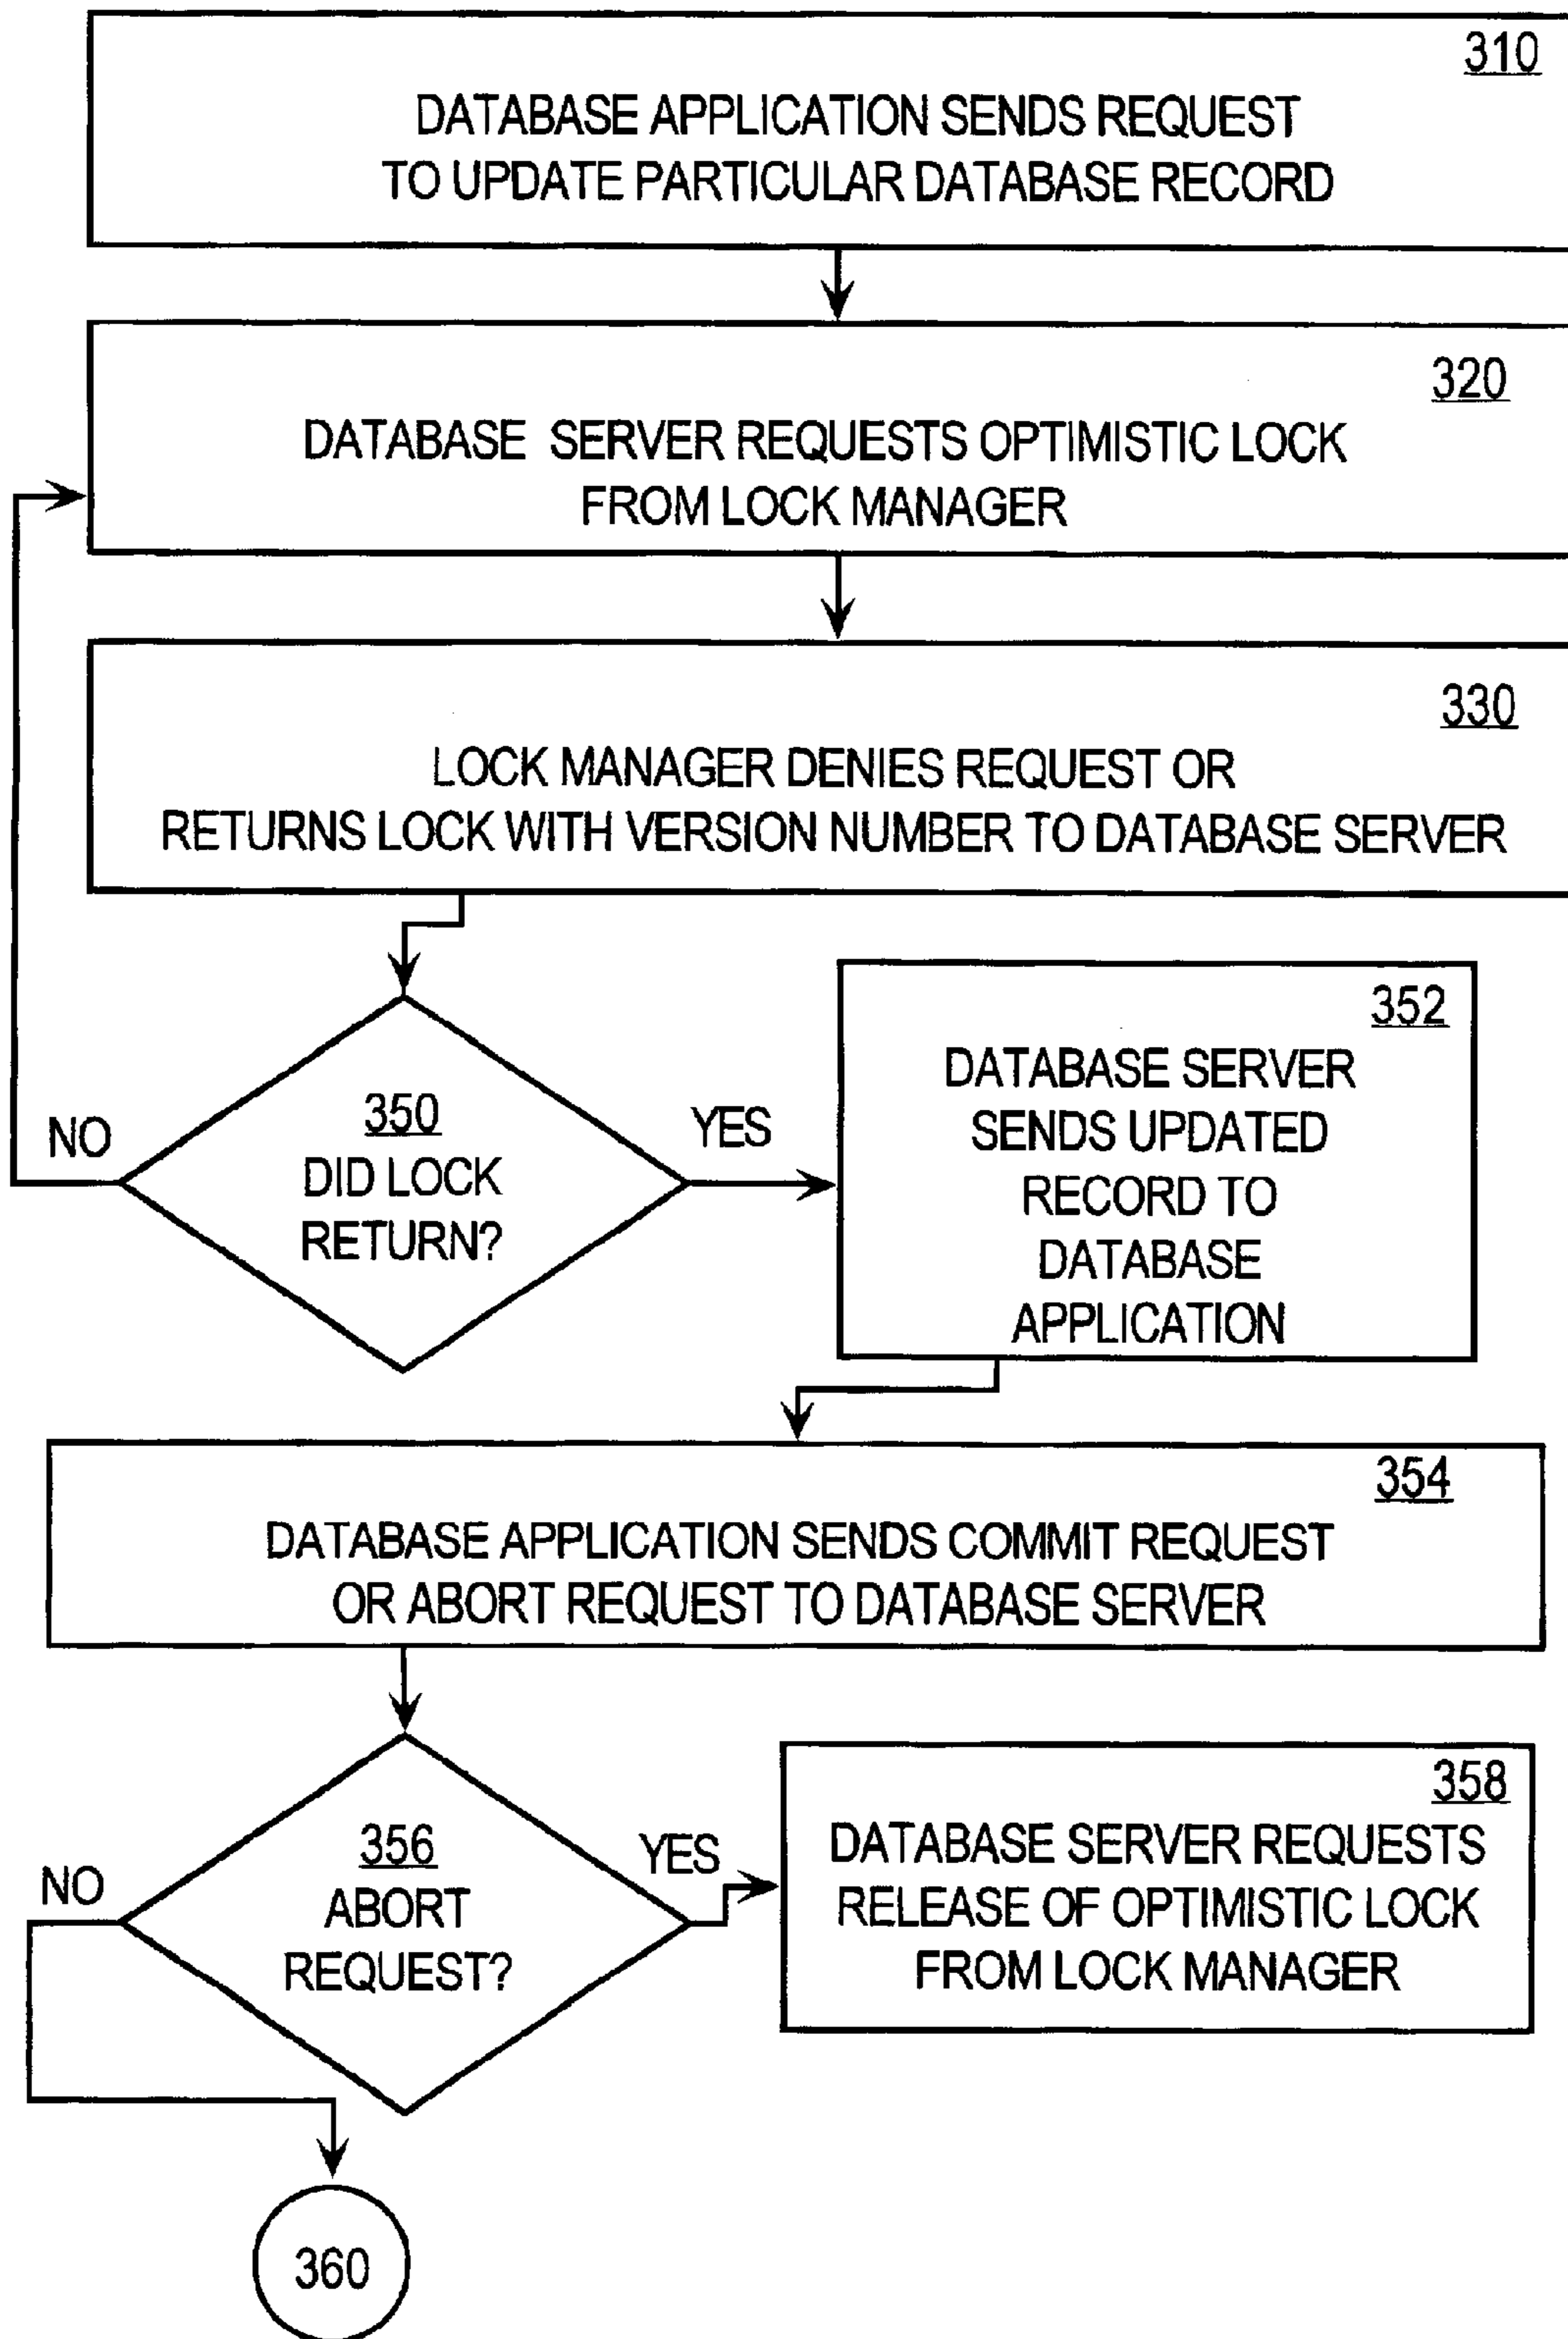 310
DATABASE APPLICATION SENDS REQUEST
TO UPDATE PARTICULAR DATABASE RECORD
320
DATABASE SERVER REQUESTS OPTIMISTIC LOCK
FROM LOCK MANAGER
330
LOCK MANAGER DENIES REQUEST OR
RETURNS LOCK WITH VERSION NUMBER TO DATABASE SERVER
NO
350
DID LOCK
RETURN?
YES
352
DATABASE SERVER
SENDS UPDATED
RECORD TO
DATABASE
APPLICATION
354
DATABASE APPLICATION SENDS COMMIT REQUEST
OR ABORT REQUEST TO DATABASE SERVER
NO
356
ABORT
REQUEST?
YES
358
DATABASE SERVER REQUESTS
RELEASE OF OPTIMISTIC LOCK
FROM LOCK MANAGER
360